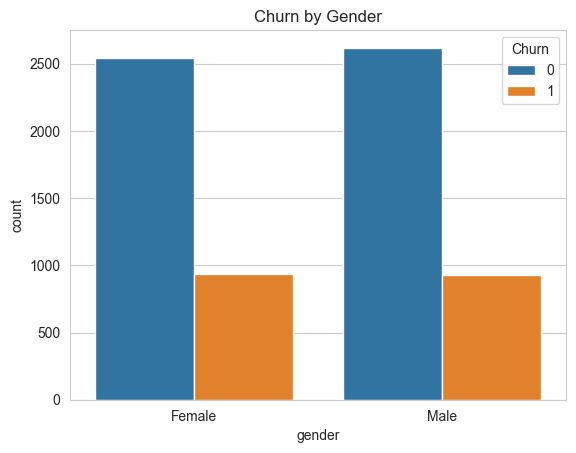 Churn by Gender
Churn
0
1
2500
2000
1500
1000
500
0
count
Female
Male
gender